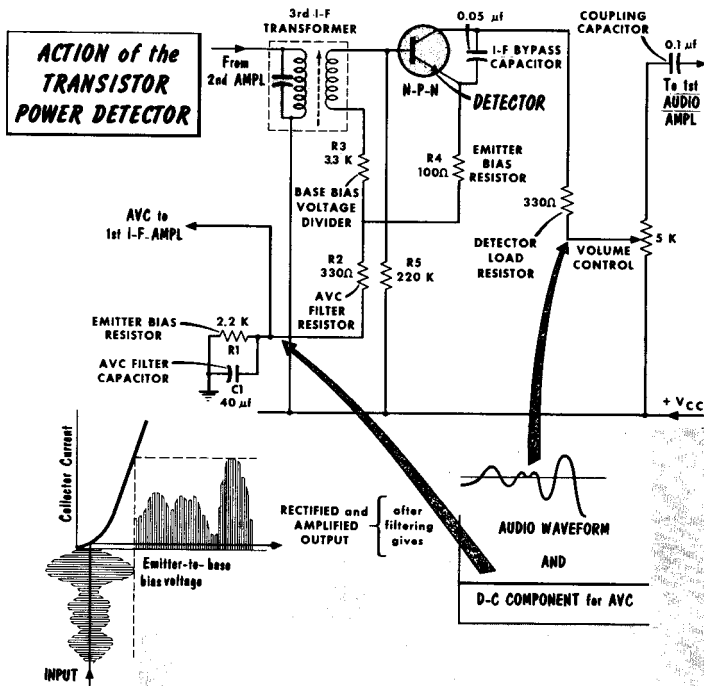 ACTION of the
TRANSISTOR
POWER DETECTOR
3rd I-F
TRANSFORMER
From
2nd AMPL
0.05 μf
I-F BYPASS
CAPACITOR
N-P-N
DETECTOR
COUPLING
CAPACITOR
0.1 μf
To 1st
AUDIO
AMPL
R3
3.3 K
BASE BIAS
VOLTAGE
DIVIDER
R4
100Ω
EMITTER
BIAS
RESISTOR
330Ω
DETECTOR
LOAD
RESISTOR
VOLUME
CONTROL
5 K
AVC to
1st I-F-AMPL
R2
330Ω
AVC
FILTER
RESISTOR
R5
220 K
EMITTER BIAS
RESISTOR
2.2 K
R1
AVC FILTER
CAPACITOR
C1
40 μf
+ VCC
Collector Current
Emitter-to-base
bias voltage
INPUT
RECTIFIED and
AMPLIFIED
OUTPUT
after
filtering
gives
AUDIO WAVEFORM
AND
D-C COMPONENT for AVC